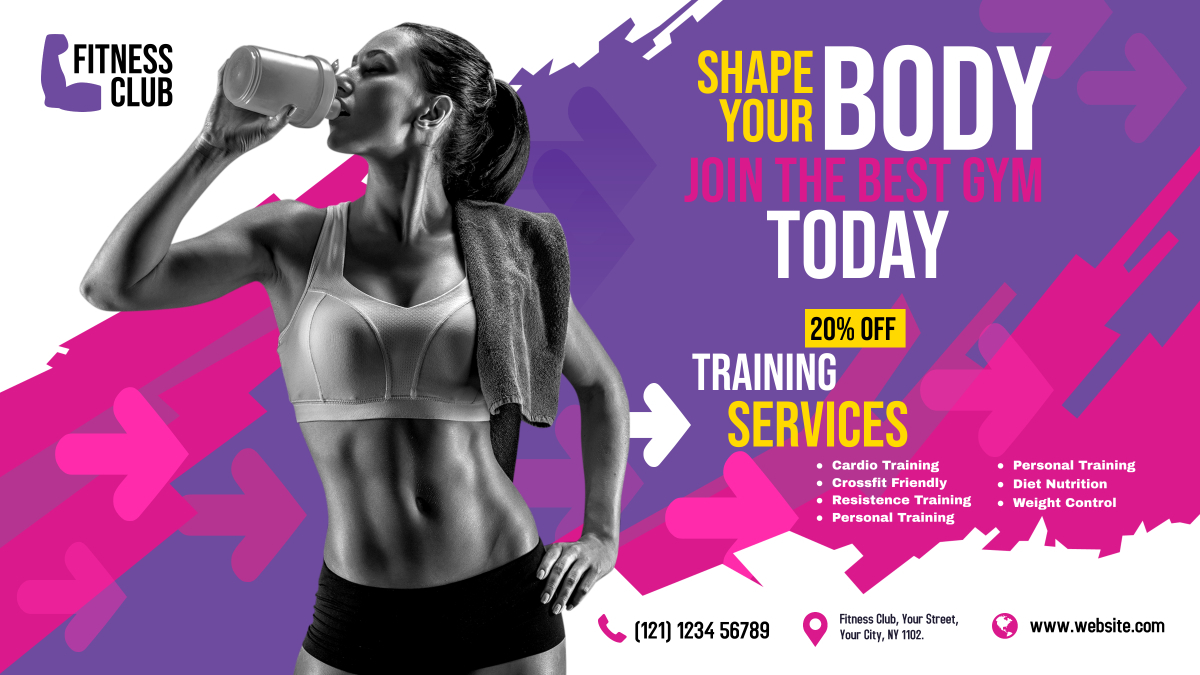 FITNESS
CLUB
SHAPE
YOUR
BODY
JOIN THE BEST GYM
TODAY
20% OFF
TRAINING
SERVICES
• Cardio Training
• Crossfit Friendly
• Resistence Training
• Personal Training
• Personal Training
• Diet Nutrition
• Weight Control
(121) 1234 56789
Fitness Club, Your Street,
Your City, NY 1102.
www.website.com